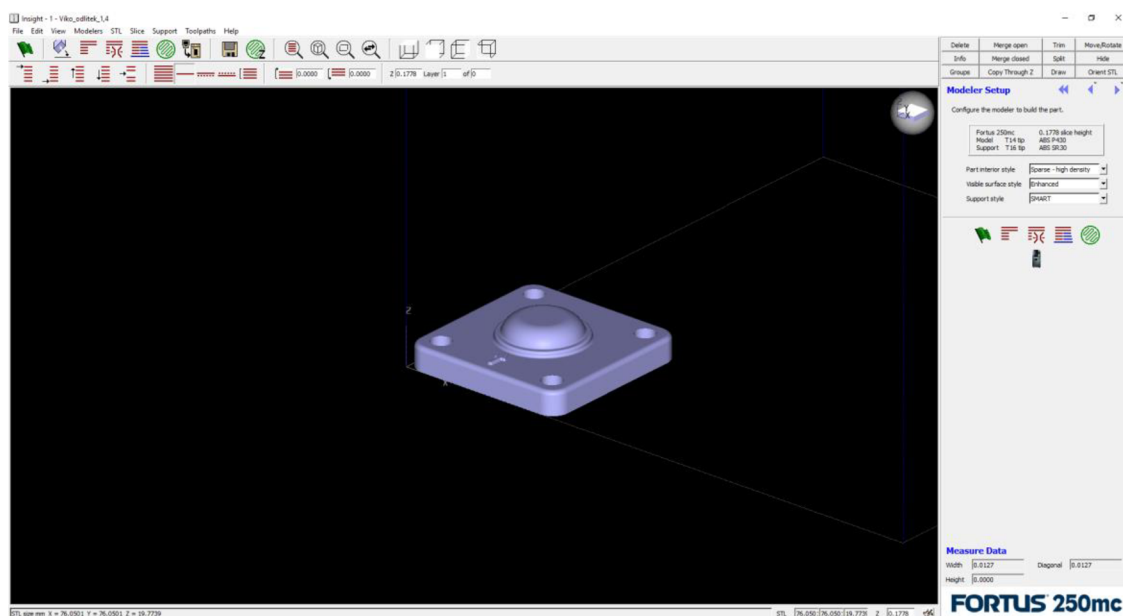 Insight - 1 - Viko_odlitek_1,4
File Edit View Modelers STL Slice Support Toolpaths Help
0.0000 0.0000 Z 0.1778 Layer 1 of 0
Delete Merge open Trim Move/Rotate
Info Merge closed Split Hide
Groups Copy Through Z Draw Orient STL
Modeler Setup
Configure the modeler to build the part.
Fortus 250mc 0.1778 slice height
Model T14 tip ABS P430
Support T16 tip ABS SR30
Part interior style Sparse - high density
Visible surface style Enhanced
Support style SMART
Z
X
Y
X
Measure Data
Width 0.0127 Diagonal 0.0127
Height 0.0000
FORTUS 250mc
STL size mm X = 76.0501 Y = 76.0501 Z = 19.7739
STL 76.050 76.050 19.773 Z 0.1778